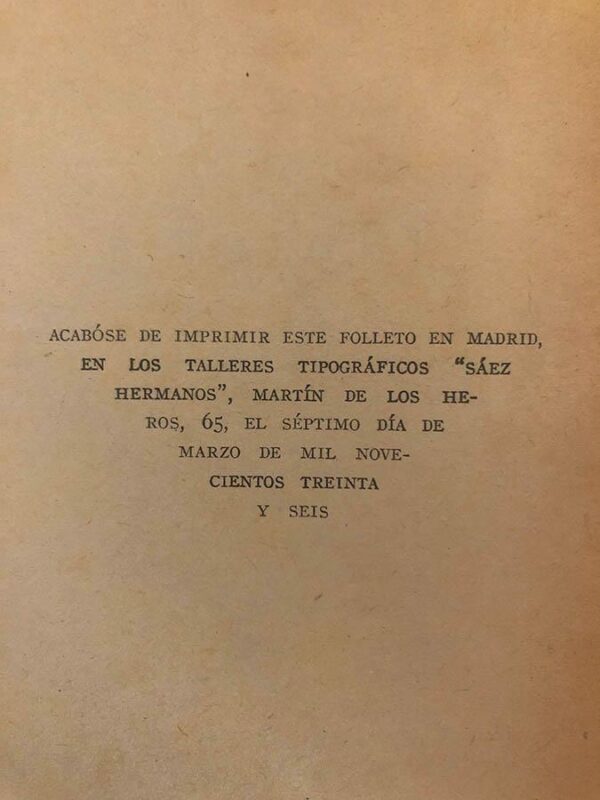 ACABÓSE DE IMPRIMIR ESTE FOLLETO EN MADRID,
EN LOS TALLERES TIPOGRÁFICOS "SÁEZ
HERMANOS", MARTÍN DE LOS HE-
ROS, 65, EL SÉPTIMO DÍA DE
MARZO DE MIL NOVE-
CIENTOS TREINTA
Y SEIS